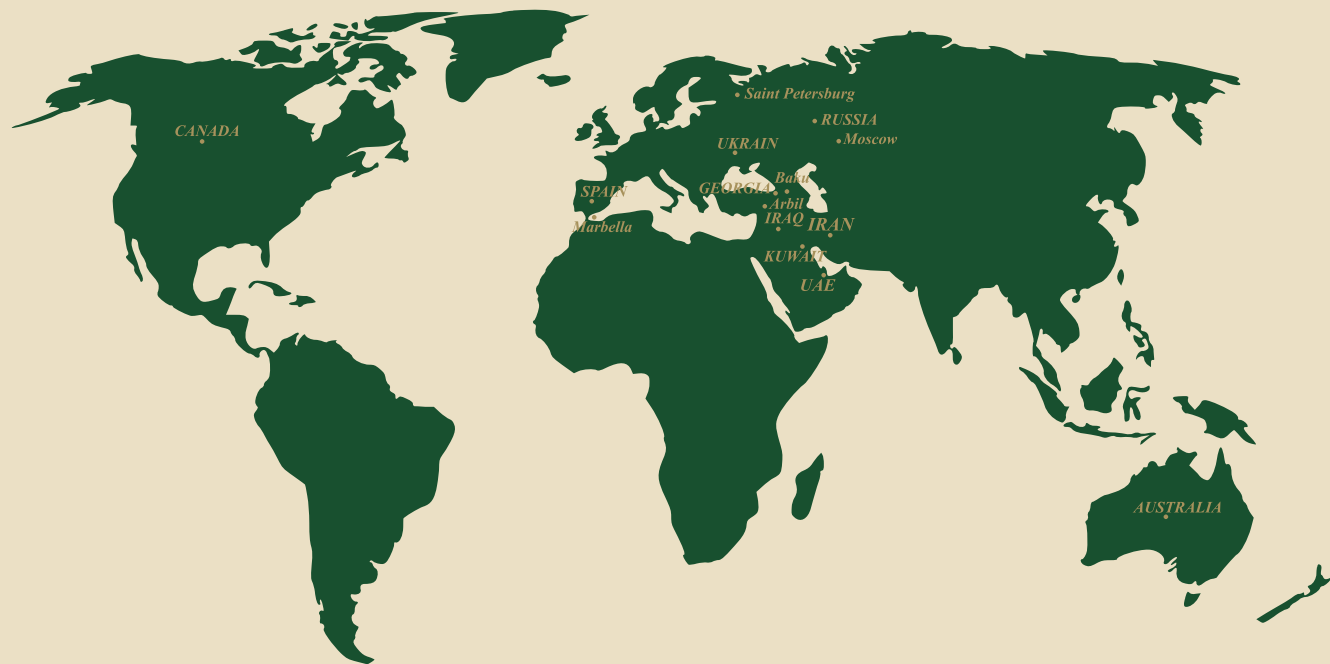 Saint Petersburg
RUSSIA
CANADA
Moscow
UKRAIN
Baku
GEORGIA
SPAIN
Arbil
IRAQ
IRAN
Marbella
KUWAIT
UAE
AUSTRALIA